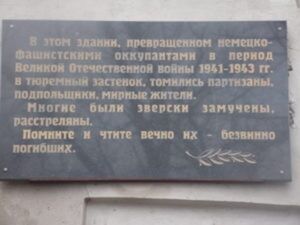 В этом здании, превращенном немецко-
фашистскими оккупантами в период
Великой Отечественной войны 1941-1943 гг.
в тюремный застенок, томились партизаны,
подпольщики, мирные жители.
Многие были зверски замучены,
расстреляны.
Помните и чтите вечно их - безвинно
погибших.